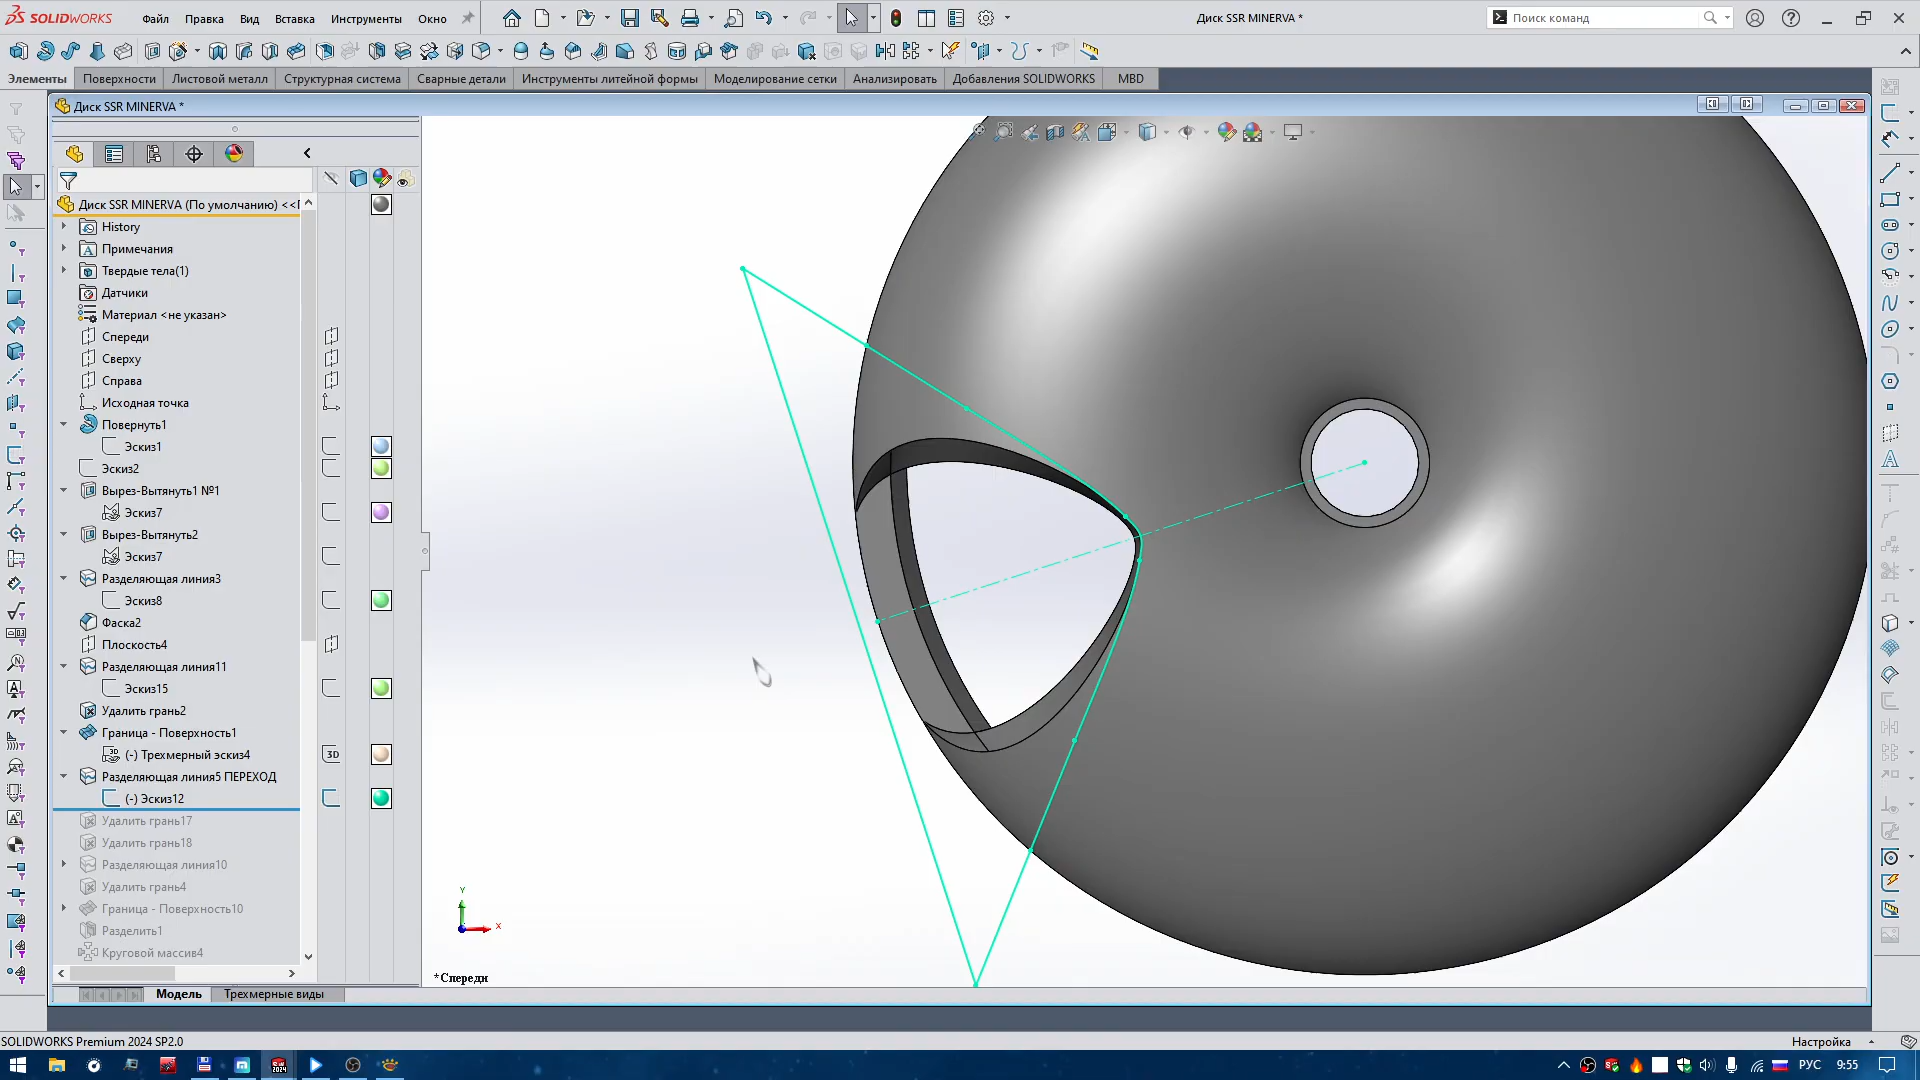 SOLIDWORKS
Файл
Правка
Вид
Вставка
Инструменты
Окно
Диск SSR MINERVA *
Поиск команд
Элементы
Поверхности
Листовой металл
Структурная система
Сварные детали
Инструменты литейной формы
Моделирование сетки
Анализировать
Добавления SOLIDWORKS
MBD
Диск SSR MINERVA *
Диск SSR MINERVA (По умолчанию) <<Г
History
Примечания
Твердые тела(1)
Датчики
Материал <не указан>
Спереди
Сверху
Справа
Исходная точка
Повернуть1
Эскиз1
Эскиз2
Вырез-Вытянуть1 №1
Эскиз7
Вырез-Вытянуть2
Эскиз7
Разделяющая линия3
Эскиз8
Фаска2
Плоскость4
Разделяющая линия11
Эскиз15
Удалить грань2
Граница - Поверхность1
(-) Трехмерный эскиз4
3D
Разделяющая линия5 ПЕРЕХОД
(-) Эскиз12
Удалить грань17
Удалить грань18
Разделяющая линия10
Удалить грань4
Граница - Поверхность10
Разделить1
Круговой массив4
Y
X
*Спереди
Модель
Трехмерные виды
SOLIDWORKS Premium 2024 SP2.0
Настройка
РУС
9:55